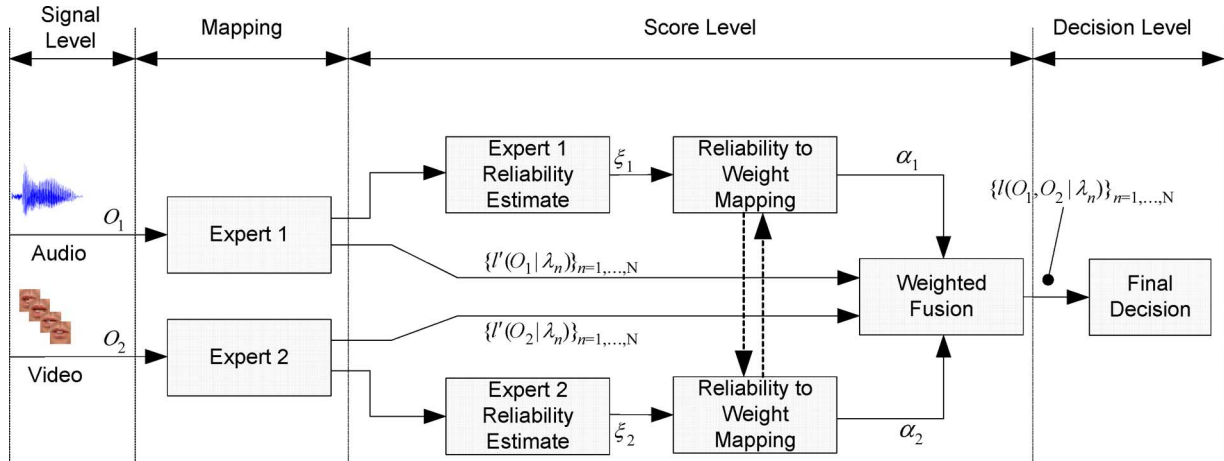 Signal
Level
Mapping
Score Level
Decision Level
Expert 1
Reliability
Estimate
ξ₁
Reliability to
Weight
Mapping
α₁
{l(O₁,O₂|λₙ)}ₙ₌₁,...,N
O₁
Audio
Expert 1
{l'(O₁|λₙ)}ₙ₌₁,...,N
Weighted
Fusion
Final
Decision
{l'(O₂|λₙ)}ₙ₌₁,...,N
O₂
Video
Expert 2
Expert 2
Reliability
Estimate
ξ₂
Reliability to
Weight
Mapping
α₂